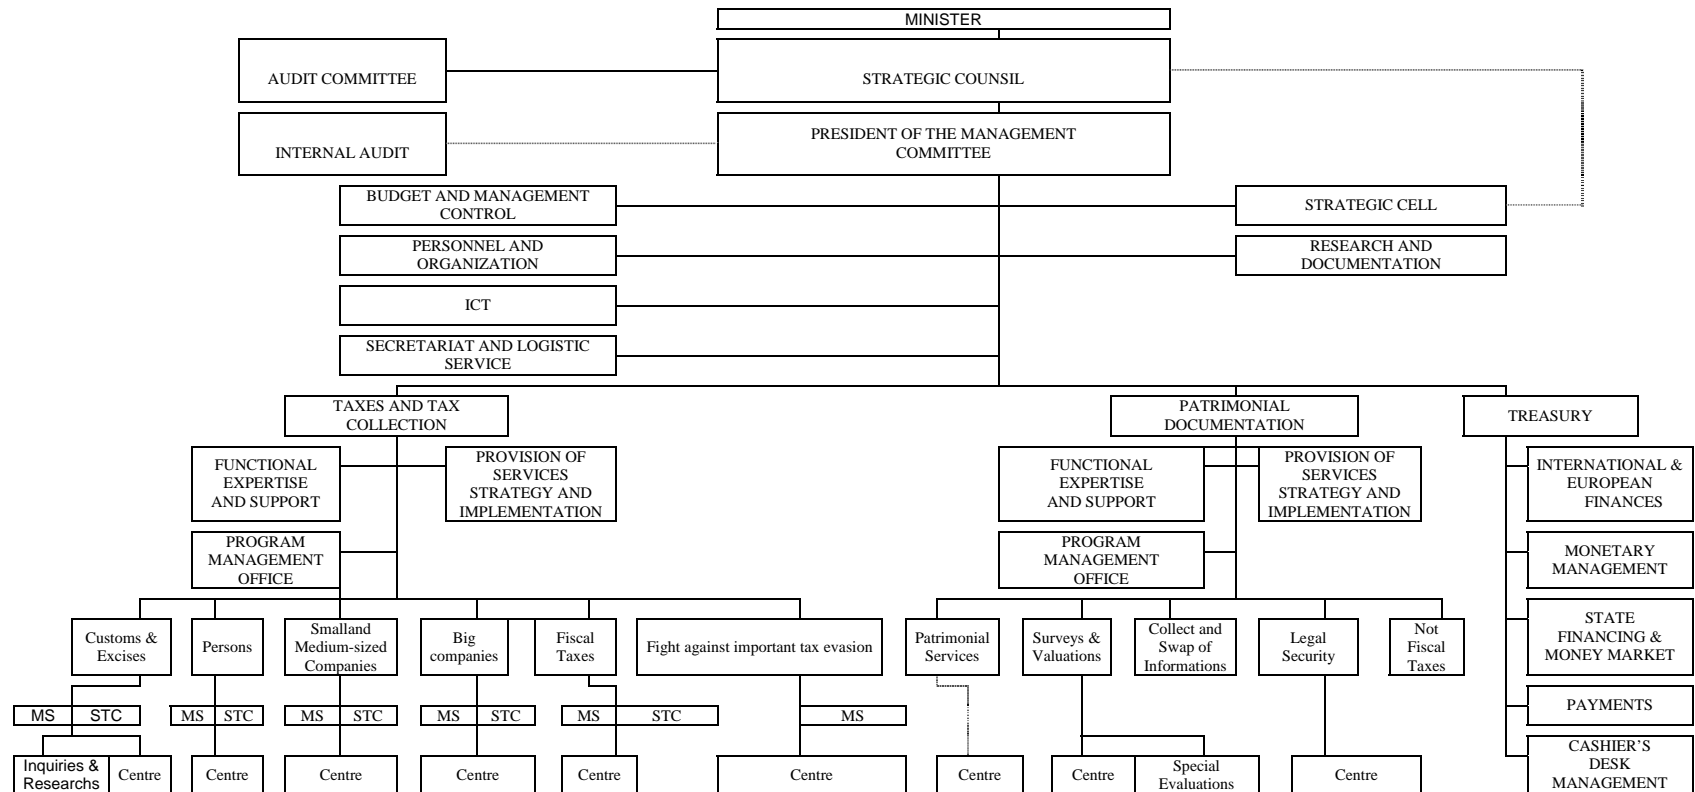 MINISTER
AUDIT COMMITTEE
STRATEGIC COUNSIL
INTERNAL AUDIT
PRESIDENT OF THE MANAGEMENT
COMMITTEE
BUDGET AND MANAGEMENT
CONTROL
STRATEGIC CELL
PERSONNEL AND
ORGANIZATION
RESEARCH AND
DOCUMENTATION
ICT
SECRETARIAT AND LOGISTIC
SERVICE
TAXES AND TAX
COLLECTION
PATRIMONIAL
DOCUMENTATION
TREASURY
FUNCTIONAL
EXPERTISE
AND SUPPORT
PROVISION OF
SERVICES
STRATEGY AND
IMPLEMENTATION
FUNCTIONAL
EXPERTISE
AND SUPPORT
PROVISION OF
SERVICES
STRATEGY AND
IMPLEMENTATION
INTERNATIONAL &
EUROPEAN
FINANCES
PROGRAM
MANAGEMENT
OFFICE
PROGRAM
MANAGEMENT
OFFICE
MONETARY
MANAGEMENT
Customs &
Excises
Persons
Smalland
Medium-sized
Companies
Big
companies
Fiscal
Taxes
Fight against important tax evasion
Patrimonial
Services
Surveys &
Valuations
Collect and
Swap of
Informations
Legal
Security
Not
Fiscal
Taxes
STATE
FINANCING &
MONEY MARKET
MS STC
MS STC
MS STC
MS STC
MS STC
MS
PAYMENTS
Inquiries &
Researchs
Centre
Centre
Centre
Centre
Centre
Centre
Centre
Centre
Special
Evaluations
Centre
CASHIER'S
DESK
MANAGEMENT